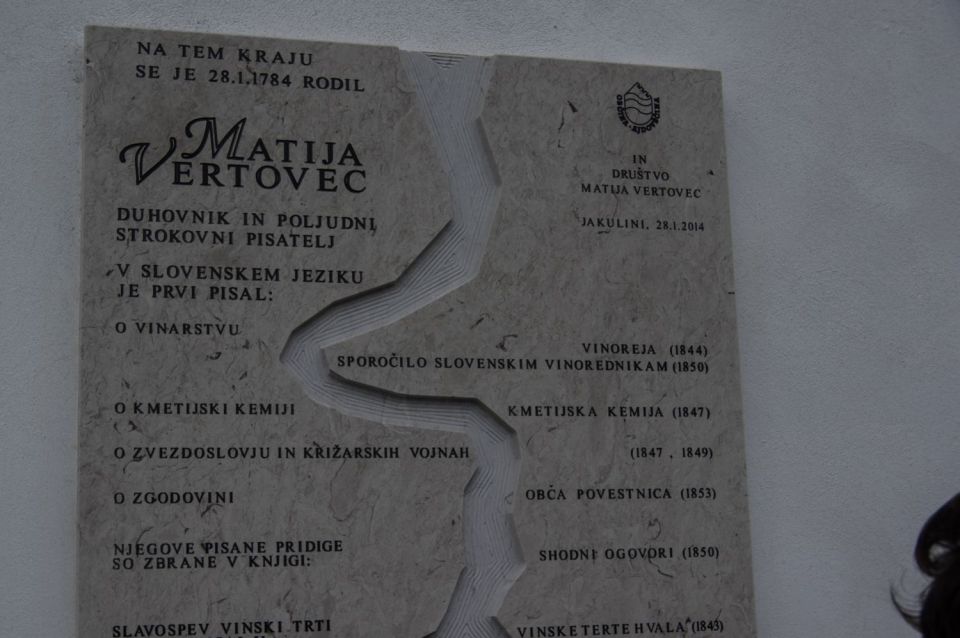 NA TEM KRAJU
SE JE 28.1.1784 RODIL
MATIJA
VERTOVEC
DUHOVNIK IN POLJUDNI
STROKOVNI PISATELJ
V SLOVENSKEM JEZIKU
JE PRVI PISAL:
OBČINA · AJDOVŠČINA
IN
DRUŠTVO
MATIJA VERTOVEC
JAKULINI, 28.1.2014
O VINARSTVU
VINOREJA (1844)
SPOROČILO SLOVENSKIM VINOREDNIKAM (1850)
O KMETIJSKI KEMIJI
KMETIJSKA KEMIJA (1847)
O ZVEZDOSLOVJU IN KRIŽARSKIH VOJNAH
(1847, 1849)
O ZGODOVINI
OBČA POVESTNICA (1853)
NJEGOVE PISANE PRIDIGE
SO ZBRANE V KNJIGI:
SHODNI OGOVORI (1850)
SLAVOSPEV VINSKI TRTI
VINSKE TERTE HVALA (1843)